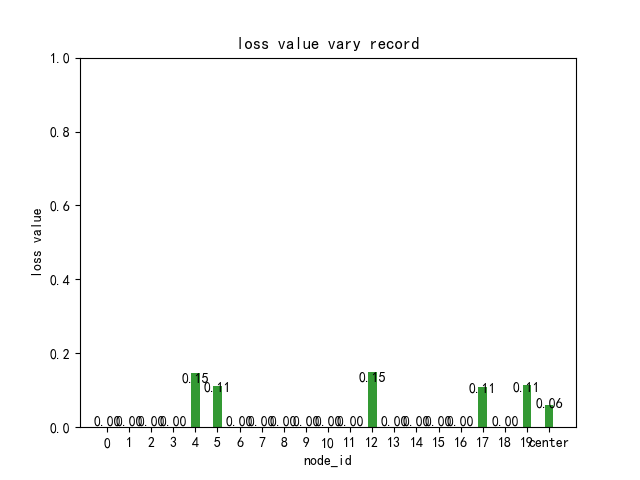 loss value vary record
1.0
0.8
0.6
0.4
0.2
0.0
loss value
0.00 0.00 0.00 0.00 0.15 0.11 0.00 0.00 0.00 0.00 0.00 0.00 0.15 0.00 0.00 0.00 0.00 0.11 0.00 0.11 0.06
0 1 2 3 4 5 6 7 8 9 10 11 12 13 14 15 16 17 18 19 center
node_id